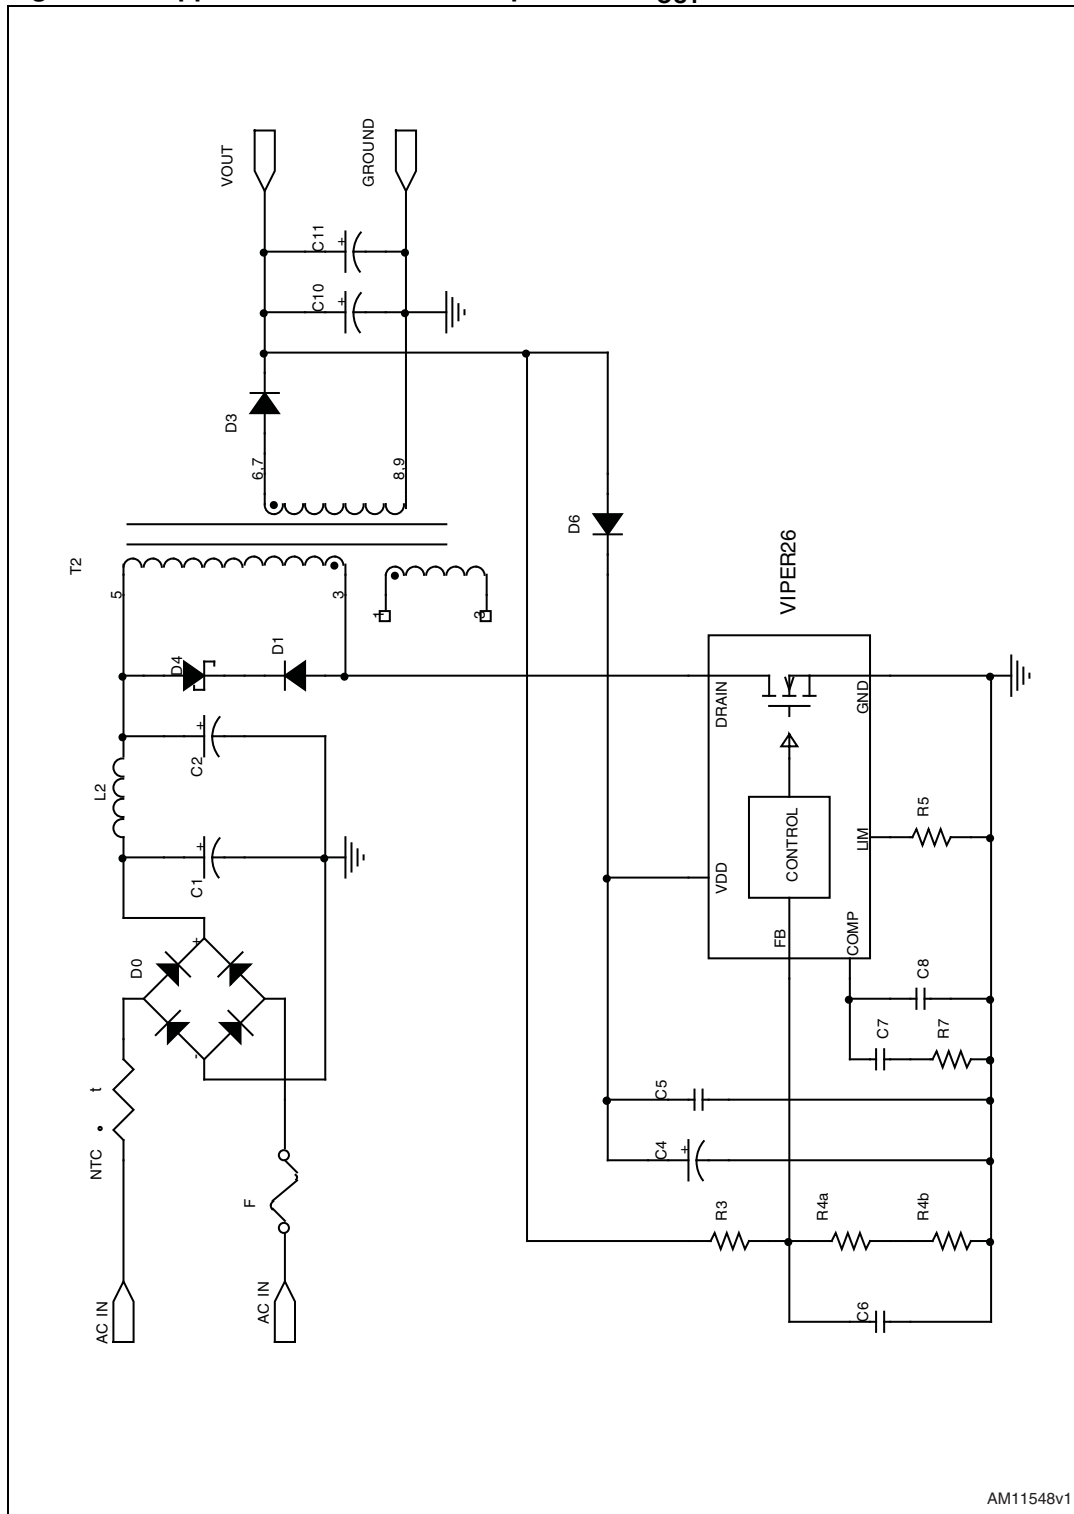 VOUT
GROUND
C11
+
C10
+
D3
6,7
8,9
T2
5
3
1
D4
D1
D6
VIPER26
L2
C2
+
C1
+
D0
+
-
DRAIN
GND
VDD
CONTROL
LIM
FB
COMP
R5
C8
C7
R7
C5
C4
+
NTC
t
F
R3
R4a
R4b
C6
AC IN
AC IN
AM11548v1